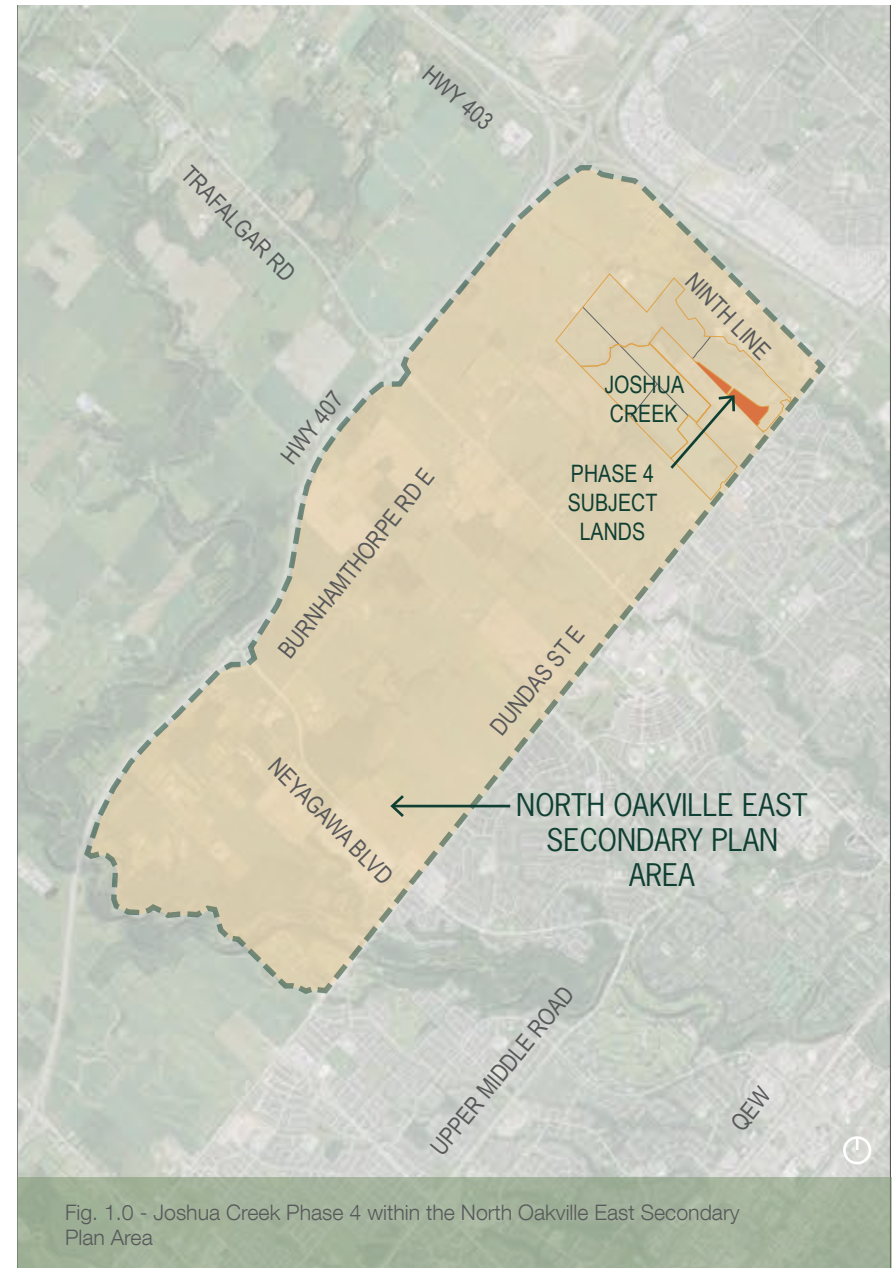 HWY 403
TRAFALGAR RD
NINTH LINE
JOSHUA
CREEK
HWY 407
PHASE 4
SUBJECT
LANDS
BURNHAMTHORPE RD E
DUNDAS ST E
NEYAGAWA BLVD
NORTH OAKVILLE EAST
SECONDARY PLAN
AREA
UPPER MIDDLE ROAD
QEW
Fig. 1.0 - Joshua Creek Phase 4 within the North Oakville East Secondary
Plan Area